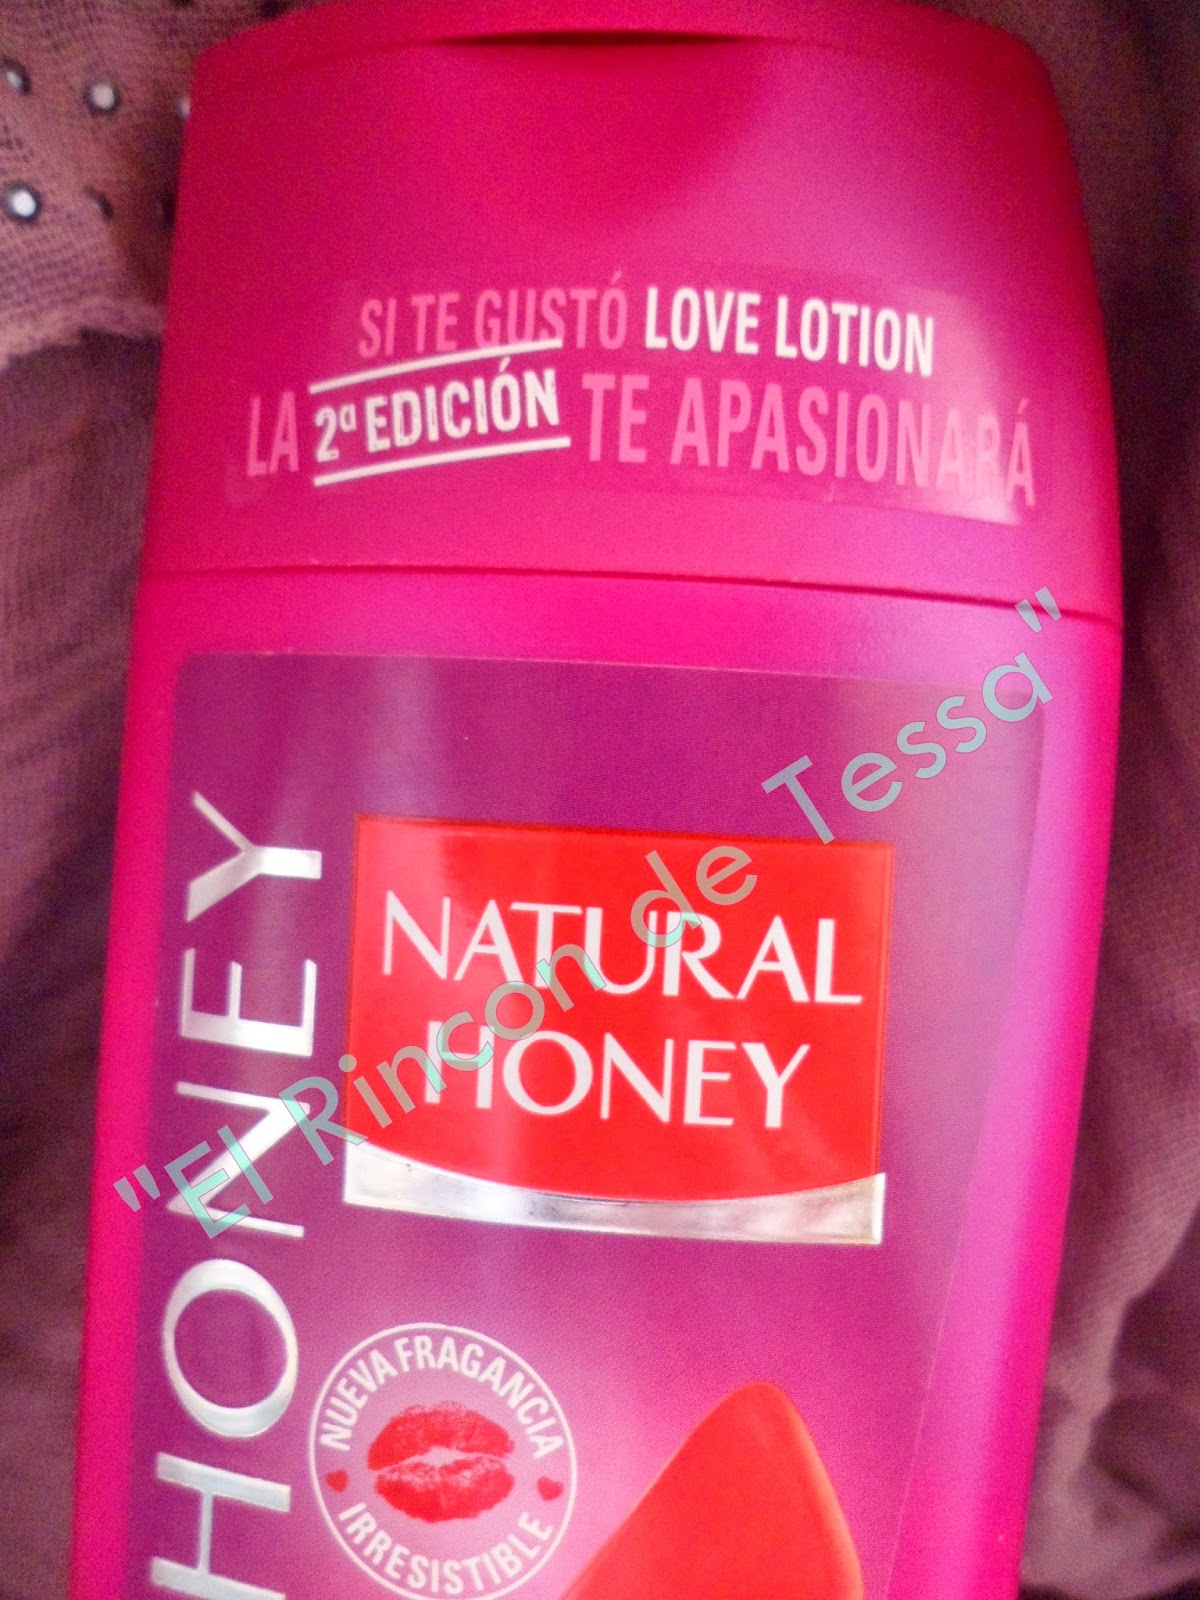 SI TE GUSTÓ LOVE LOTION
LA 2ª EDICIÓN TE APASIONARÁ
NATURAL
HONEY
HONEY
NUEVA FRAGANCIA
IRRESISTIBLE
"El Rincon de Tessa"